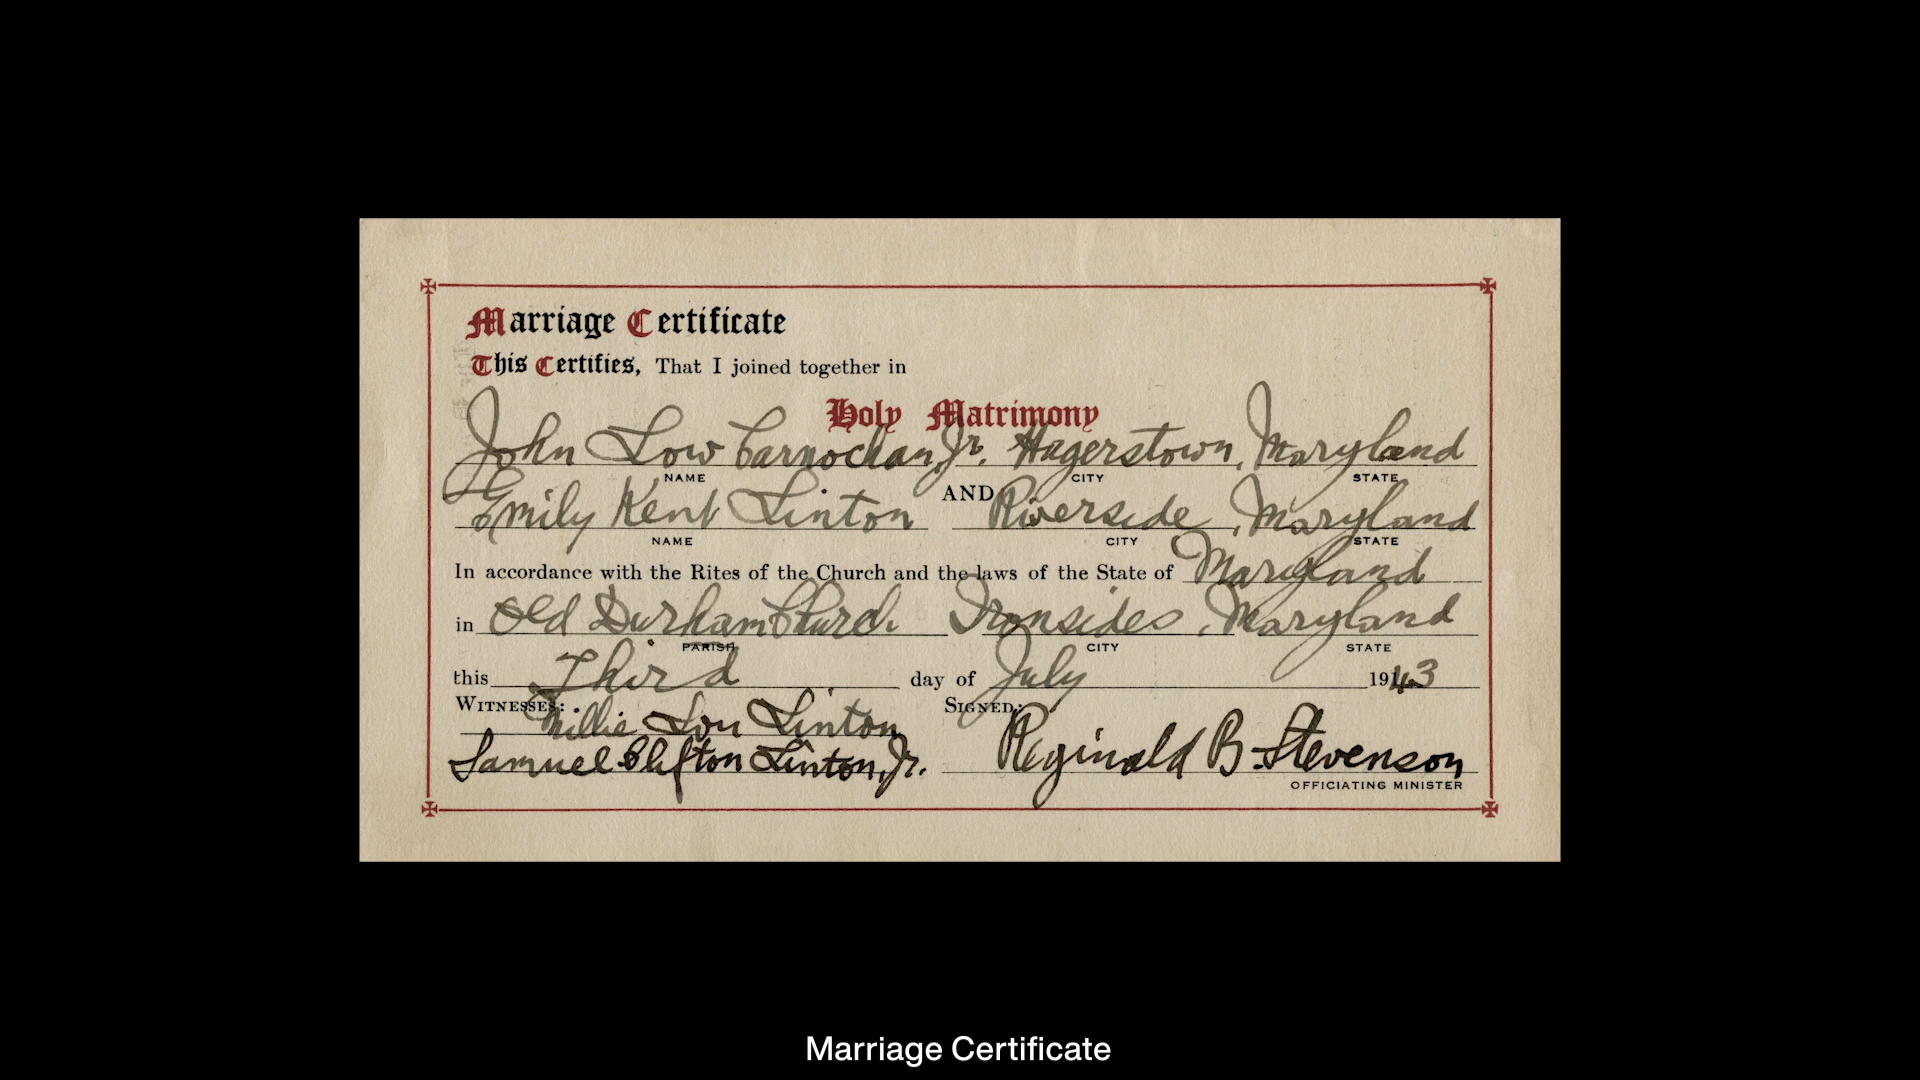 Marriage Certificate
This Certifies, That I joined together in
Holy Matrimony
John Low Carnochan, Jr. Hagerstown, Maryland
NAME CITY STATE
AND
Emily Kent Linton Riverside, Maryland
NAME CITY STATE
In accordance with the Rites of the Church and the laws of the State of Maryland
in Old Durham Church. Ironsides, Maryland
PARISH CITY STATE
this Third day of July 1943
WITNESSES: SIGNED:
Millie Lou Linton
Samuel Clifton Linton, Jr. Reginald B. Stevenson
OFFICIATING MINISTER
Marriage Certificate